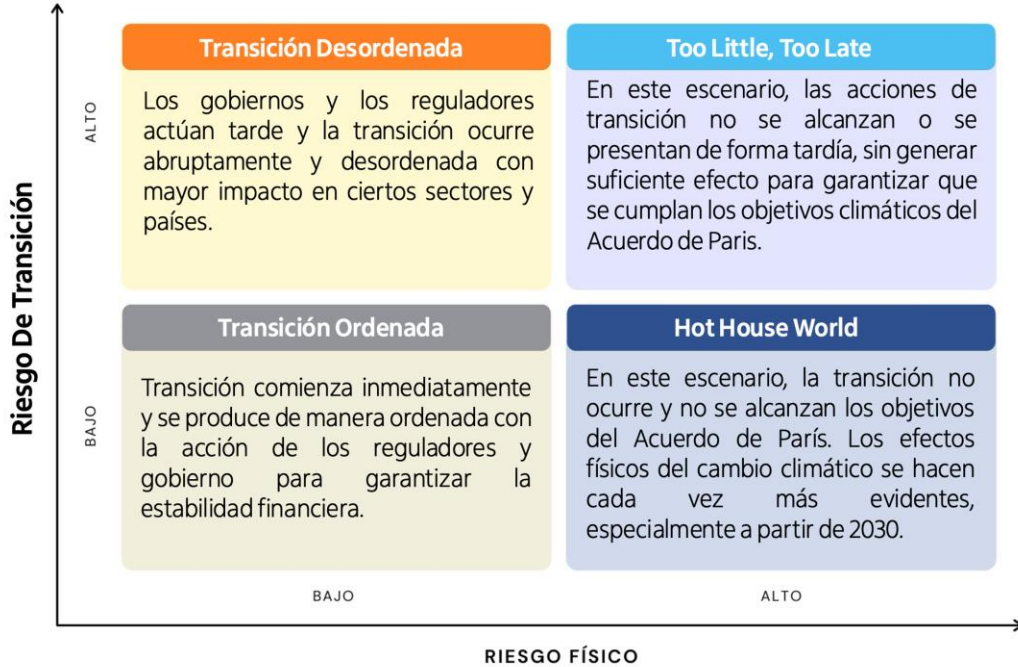 Riesgo De Transición
ALTO
Transición Desordenada
Los gobiernos y los reguladores
actúan tarde y la transición ocurre
abruptamente y desordenada con
mayor impacto en ciertos sectores y
países.
Too Little, Too Late
En este escenario, las acciones de
transición no se alcanzan o se
presentan de forma tardía, sin generar
suficiente efecto para garantizar que
se cumplan los objetivos climáticos del
Acuerdo de Paris.
BAJO
Transición Ordenada
Transición comienza inmediatamente
y se produce de manera ordenada con
la acción de los reguladores y
gobierno para garantizar la
estabilidad financiera.
Hot House World
En este escenario, la transición no
ocurre y no se alcanzan los objetivos
del Acuerdo de París. Los efectos
físicos del cambio climático se hacen
cada vez más evidentes,
especialmente a partir de 2030.
BAJO
ALTO
RIESGO FÍSICO